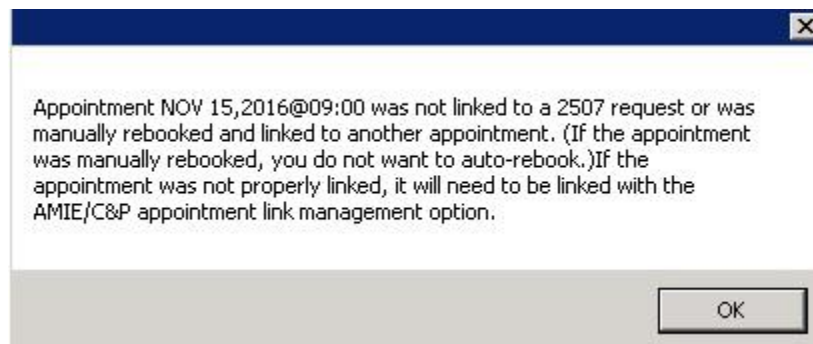 Appointment NOV 15,2016@09:00 was not linked to a 2507 request or was
manually rebooked and linked to another appointment. (If the appointment
was manually rebooked, you do not want to auto-rebook.)If the
appointment was not properly linked, it will need to be linked with the
AMIE/C&P appointment link management option.
OK